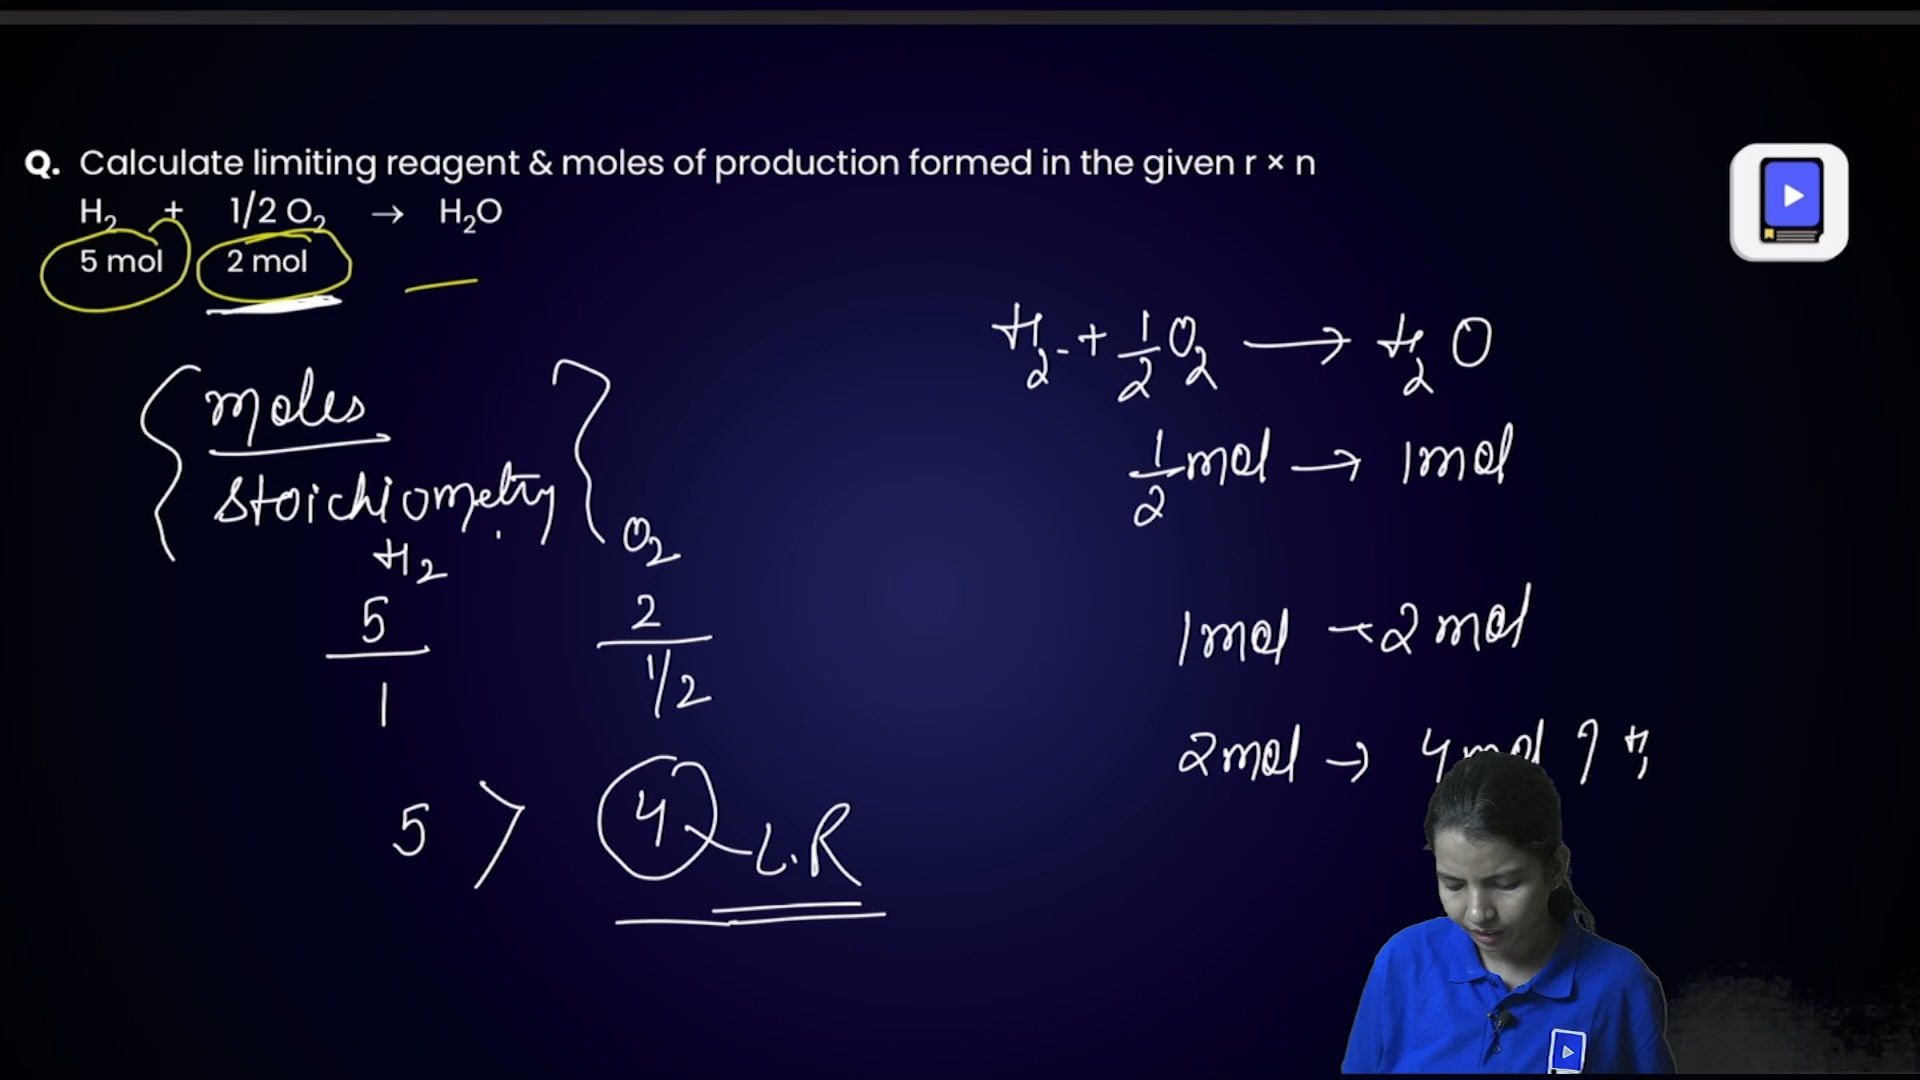 Q. Calculate limiting reagent & moles of production formed in the given r × n
H₂ + 1/2 O₂ → H₂O
5 mol 2 mol
moles
stoichiometry
H₂ O₂
5/1 2/1/2
5 > 4 L.R
H₂ + 1/2 O₂ → H₂O
1/2 mol → 1 mol
1 mol → 2 mol
2 mol → 4 mol